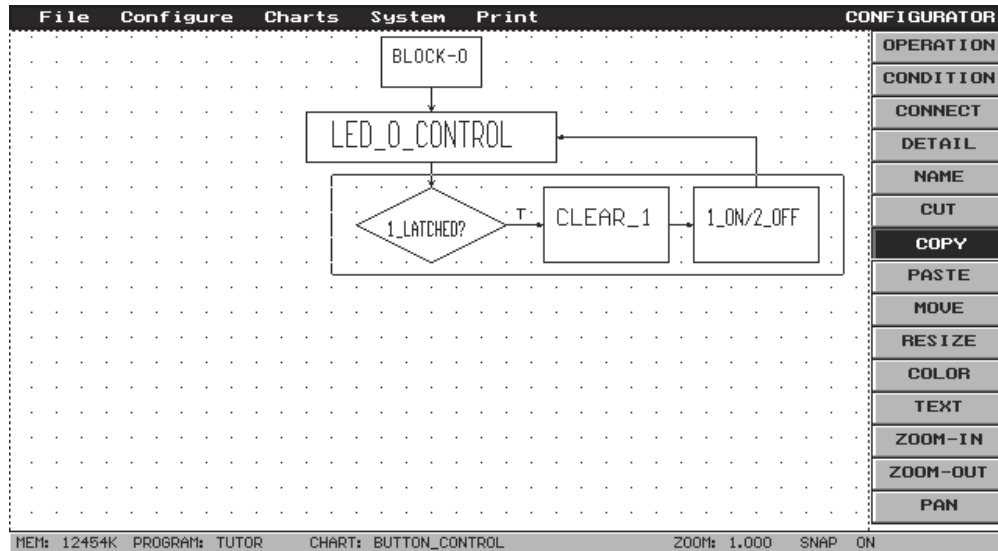 File Configure Charts System Print CONFIGURATOR
BLOCK-0
LED_0_CONTROL
1_LATCHED?
T
CLEAR_1
1_ON/2_OFF
OPERATION
CONDITION
CONNECT
DETAIL
NAME
CUT
COPY
PASTE
MOVE
RESIZE
COLOR
TEXT
ZOOM-IN
ZOOM-OUT
PAN
MEM: 12454K PROGRAM: TUTOR CHART: BUTTON_CONTROL ZOOM: 1.000 SNAP ON